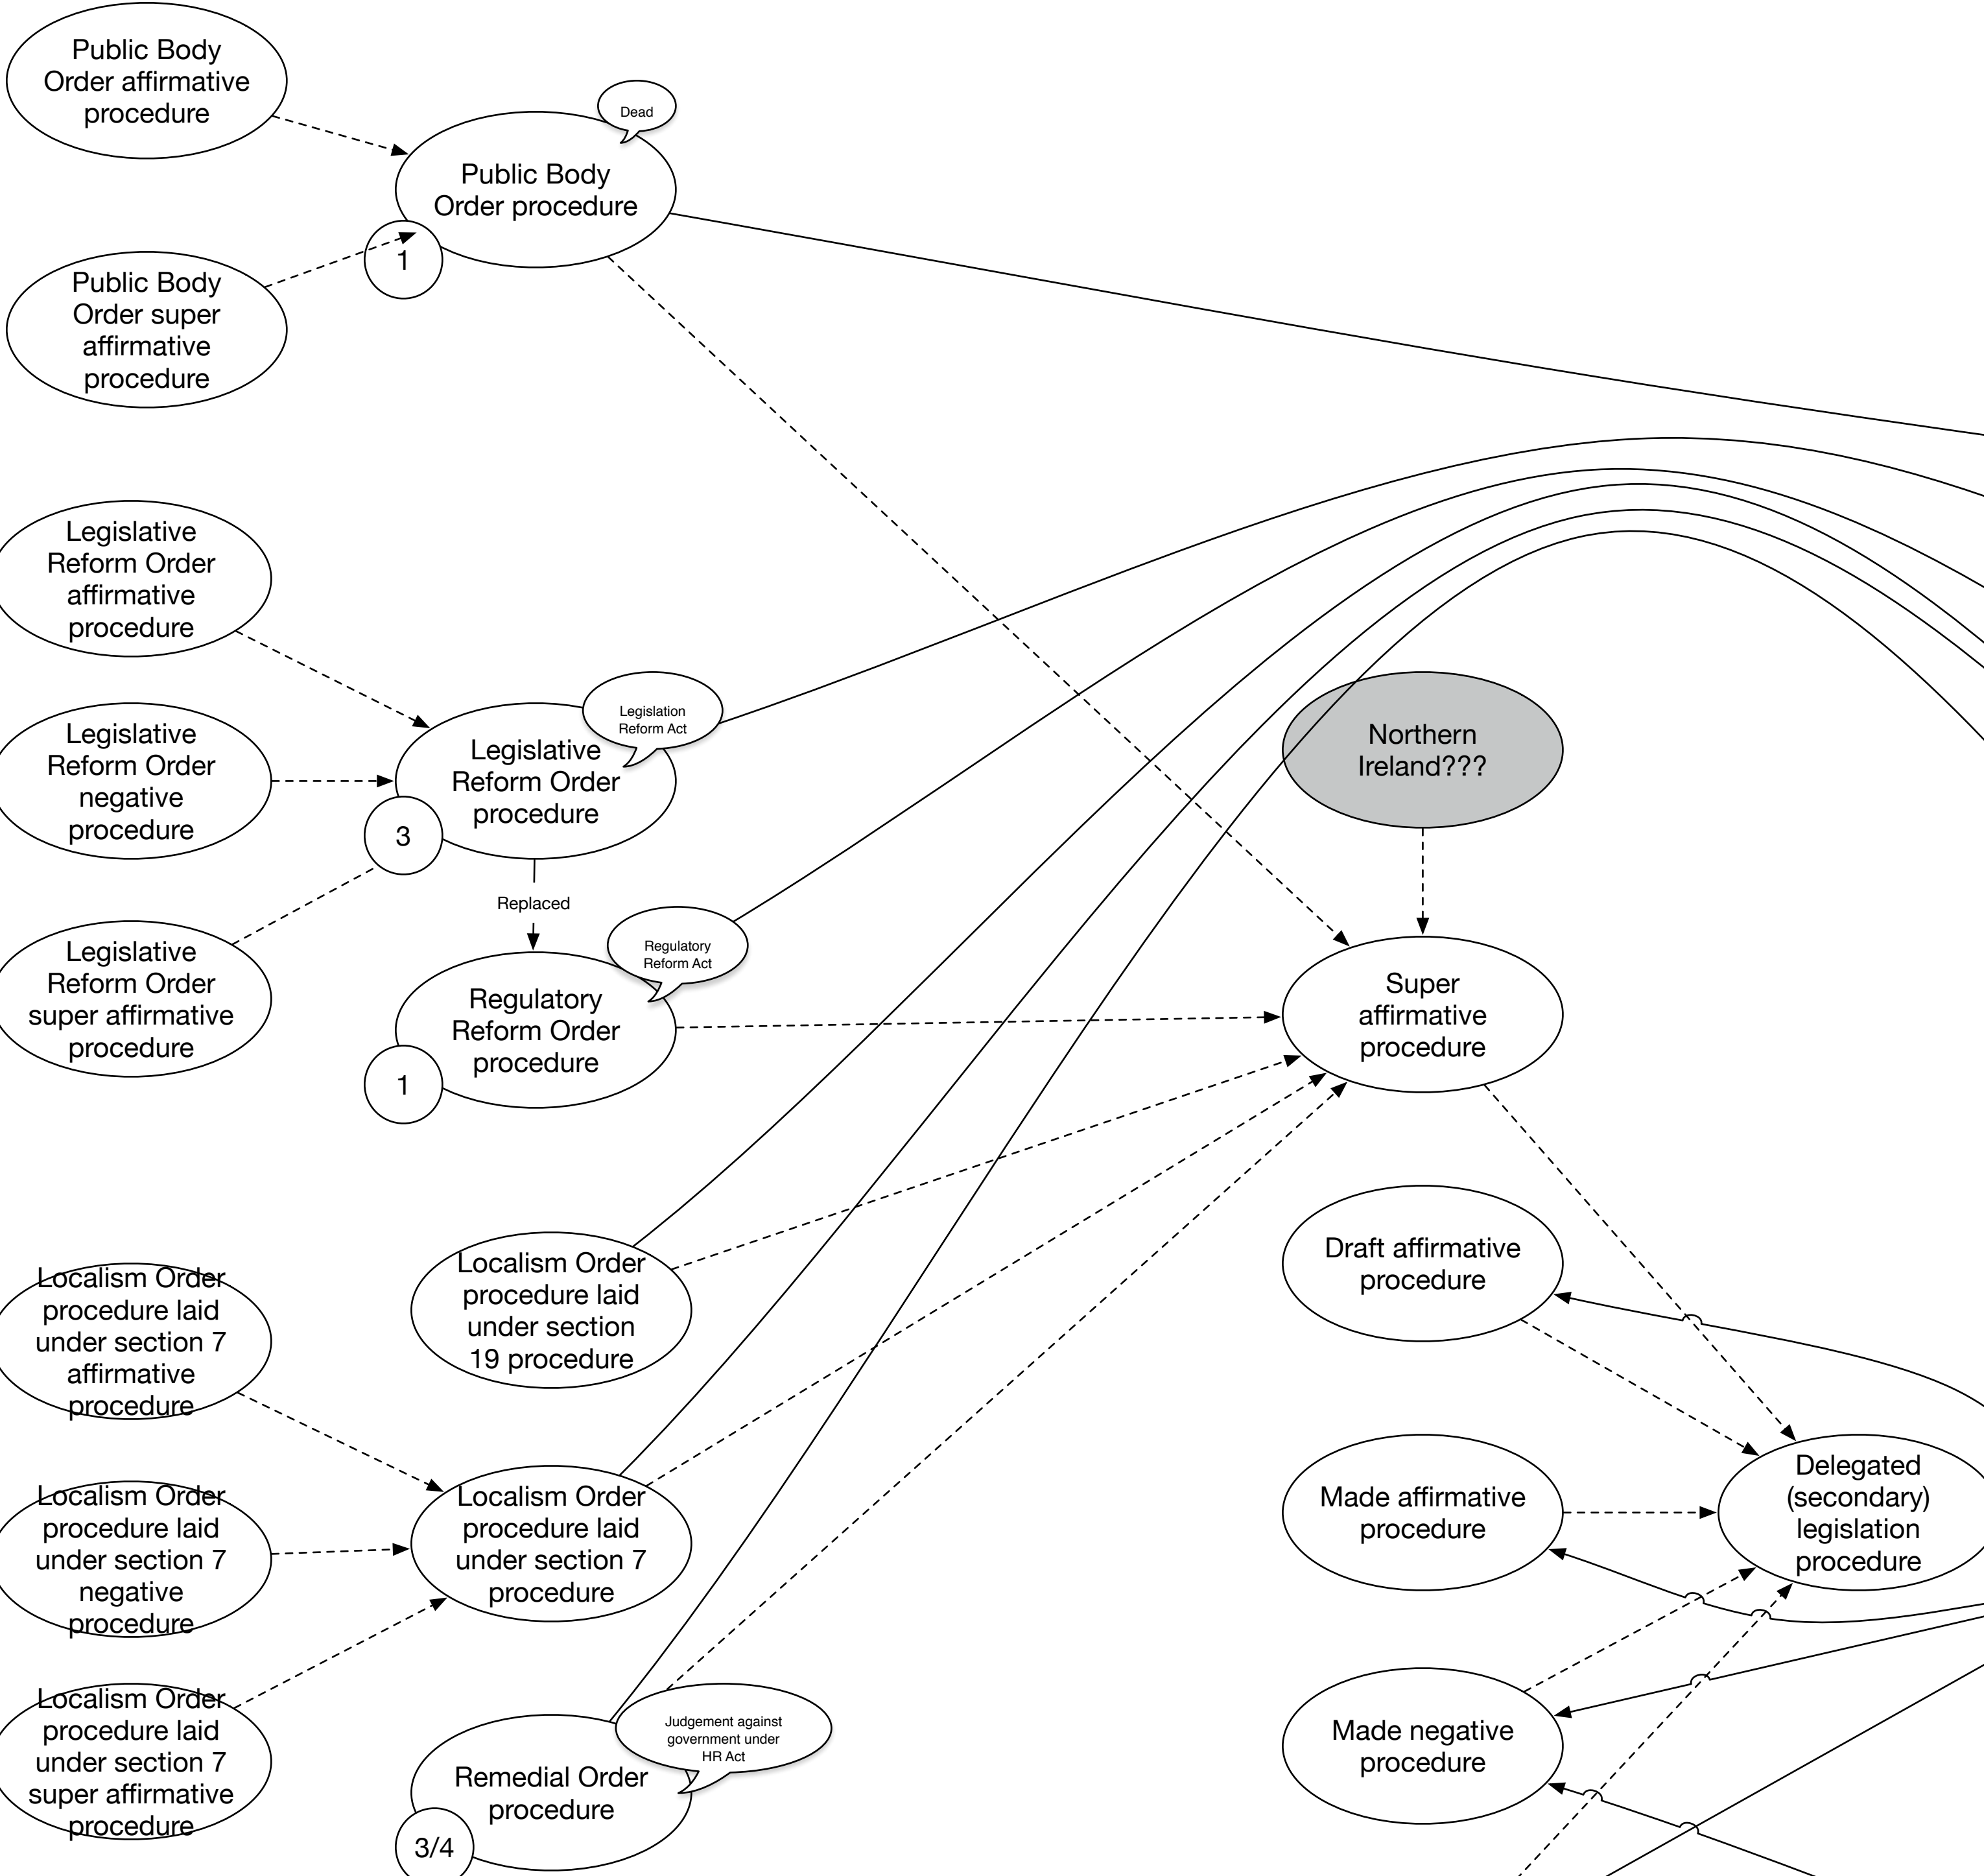 Public Body
Order affirmative
procedure
Dead
Public Body
Order procedure
1
Public Body
Order super
affirmative
procedure
Legislative
Reform Order
affirmative
procedure
Legislative
Reform Order
negative
procedure
Legislation
Reform Act
Legislative
Reform Order
procedure
3
Replaced
Legislative
Reform Order
super affirmative
procedure
Regulatory
Reform Act
Regulatory
Reform Order
procedure
1
Northern
Ireland???
Super
affirmative
procedure
Localism Order
procedure laid
under section
19 procedure
Draft affirmative
procedure
Localism Order
procedure laid
under section 7
affirmative
procedure
Localism Order
procedure laid
under section 7
negative
procedure
Localism Order
procedure laid
under section 7
procedure
Made affirmative
procedure
Delegated
(secondary)
legislation
procedure
Localism Order
procedure laid
under section 7
super affirmative
procedure
Judgement against
government under
HR Act
Remedial Order
procedure
3/4
Made negative
procedure